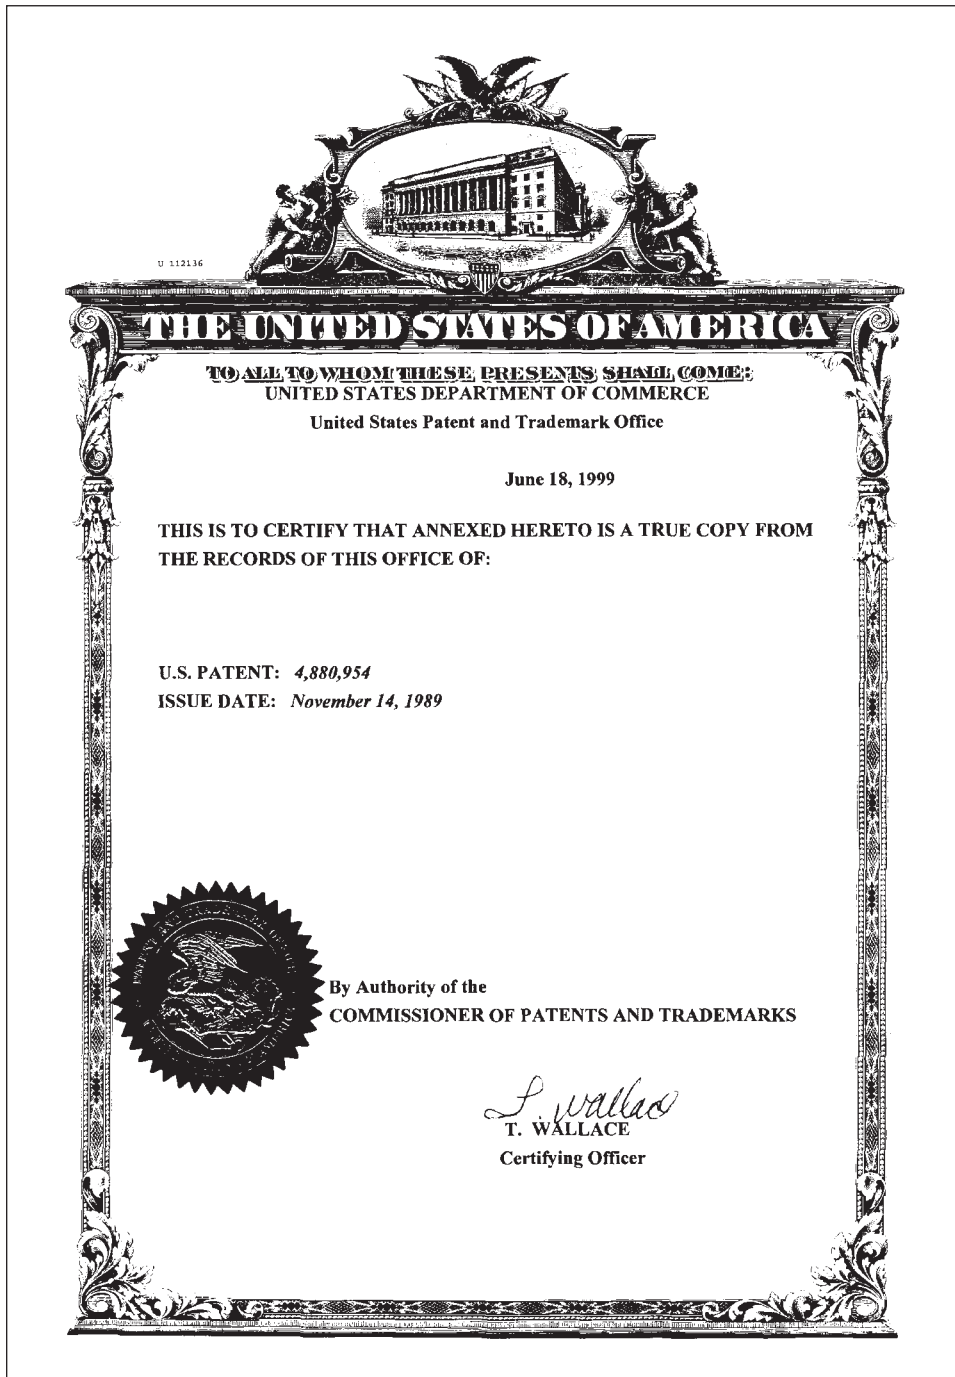 U 112136
THE UNITED STATES OF AMERICA
TO ALL TO WHOM THESE PRESENTS SHALL COME:
UNITED STATES DEPARTMENT OF COMMERCE
United States Patent and Trademark Office
June 18, 1999
THIS IS TO CERTIFY THAT ANNEXED HERETO IS A TRUE COPY FROM
THE RECORDS OF THIS OFFICE OF:
U.S. PATENT: 4,880,954
ISSUE DATE: November 14, 1989
By Authority of the
COMMISSIONER OF PATENTS AND TRADEMARKS
T. Wallace
T. WALLACE
Certifying Officer